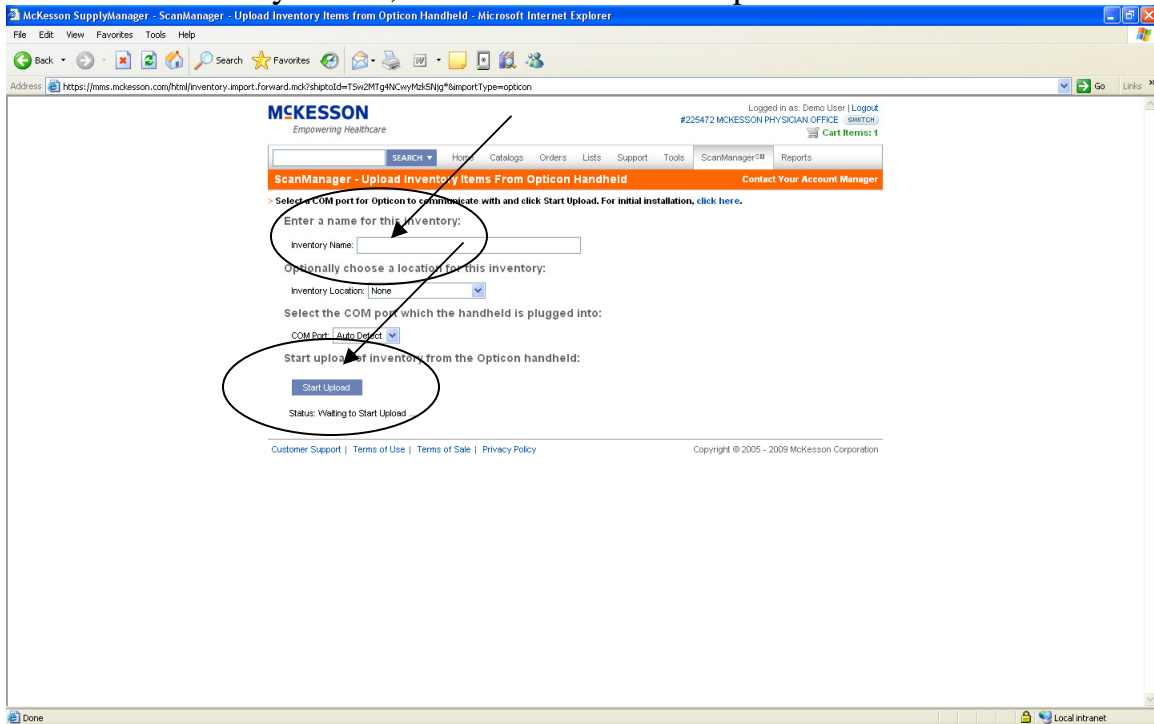 McKesson SupplyManager - ScanManager - Upload Inventory Items from Opticon Handheld - Microsoft Internet Explorer
File Edit View Favorites Tools Help
Back Search Favorites
Address https://mms.mckesson.com/html/inventory.import.forward.mck?shiptoId=TSw2MTg4NCwyMzk5Njg*&importType=opticon Go Links »
MCKESSON
Empowering Healthcare
Logged in as: Demo User | Logout
#225472 MCKESSON PHYSICIAN OFFICE SWITCH
Cart Items: 1
SEARCH Home Catalogs Orders Lists Support Tools ScanManager℠ Reports
ScanManager - Upload Inventory Items From Opticon Handheld Contact Your Account Manager
> Select a COM port for Opticon to communicate with and click Start Upload. For initial installation, click here.
Enter a name for this inventory:
Inventory Name:
Optionally choose a location for this inventory:
Inventory Location: None
Select the COM port which the handheld is plugged into:
COM Port: Auto Detect
Start upload of inventory from the Opticon handheld:
Start Upload
Status: Waiting to Start Upload ...
Customer Support | Terms of Use | Terms of Sale | Privacy Policy Copyright © 2005 - 2009 McKesson Corporation
Done Local intranet